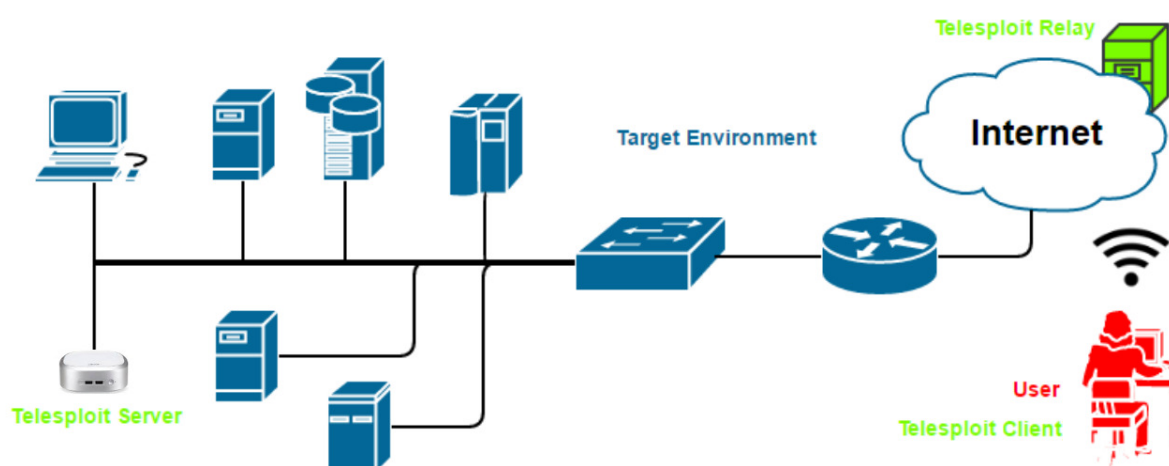 Telesploit Relay
Target Environment
Internet
User
Telesploit Server
Telesploit Client